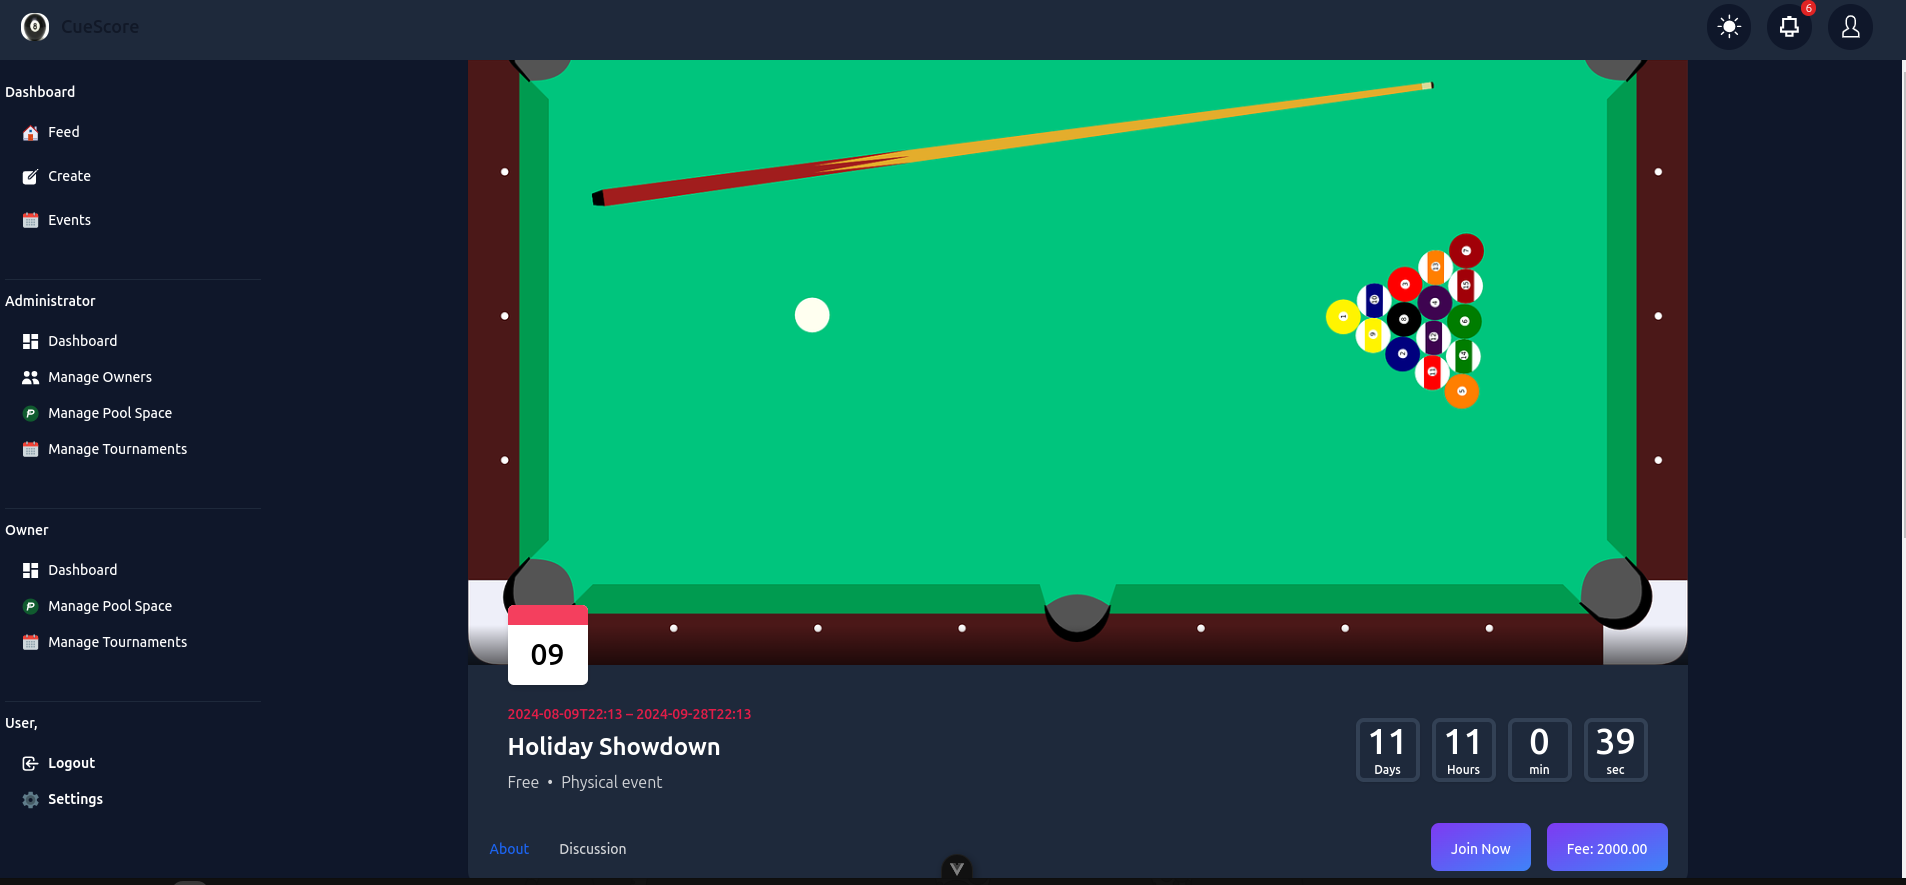 CueScore
6
Dashboard
Feed
Create
Events
Administrator
Dashboard
Manage Owners
Manage Pool Space
Manage Tournaments
Owner
Dashboard
Manage Pool Space
Manage Tournaments
User,
Logout
Settings
09
2024-08-09T22:13 – 2024-09-28T22:13
Holiday Showdown
Free • Physical event
11 11 0 39
Days Hours min sec
About Discussion
Join Now Fee: 2000.00